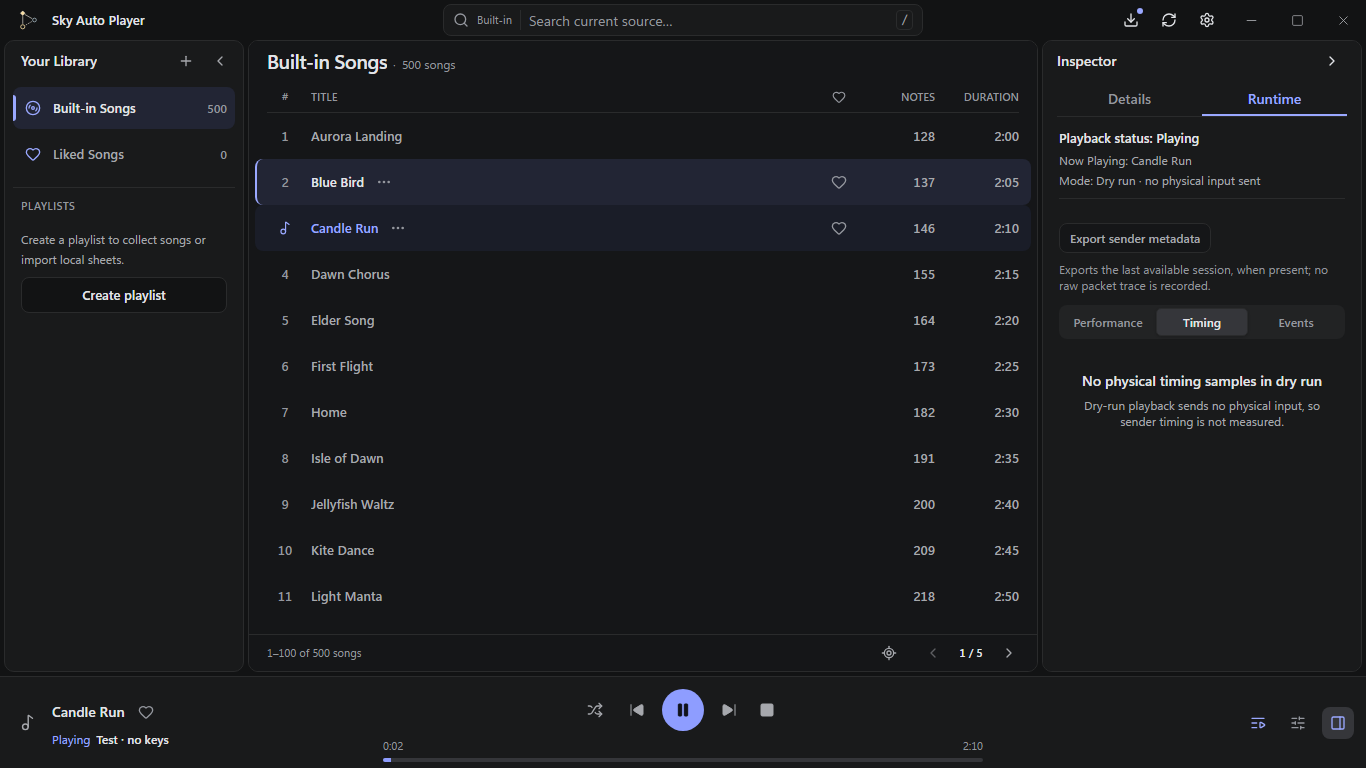 Sky Auto Player
Built-in Search current source... /
Your Library
Built-in Songs 500
Liked Songs 0
PLAYLISTS
Create a playlist to collect songs or
import local sheets.
Create playlist
Built-in Songs · 500 songs
# TITLE NOTES DURATION
1 Aurora Landing 128 2:00
2 Blue Bird 137 2:05
Candle Run 146 2:10
4 Dawn Chorus 155 2:15
5 Elder Song 164 2:20
6 First Flight 173 2:25
7 Home 182 2:30
8 Isle of Dawn 191 2:35
9 Jellyfish Waltz 200 2:40
10 Kite Dance 209 2:45
11 Light Manta 218 2:50
1–100 of 500 songs 1 / 5
Inspector
Details Runtime
Playback status: Playing
Now Playing: Candle Run
Mode: Dry run · no physical input sent
Export sender metadata
Exports the last available session, when present; no
raw packet trace is recorded.
Performance Timing Events
No physical timing samples in dry run
Dry-run playback sends no physical input, so
sender timing is not measured.
Candle Run
Playing Test · no keys
0:02 2:10